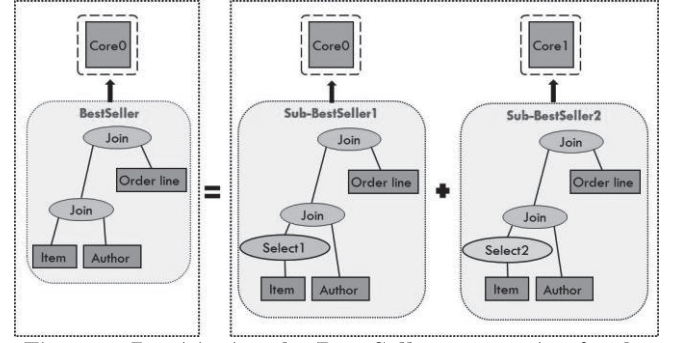 Core0
Core0
Core1
BestSeller
Join
Order line
Join
Item
Author
=
Sub-BestSeller1
Join
Order line
Join
Select1
Item
Author
+
Sub-BestSeller2
Join
Order line
Join
Select2
Item
Author